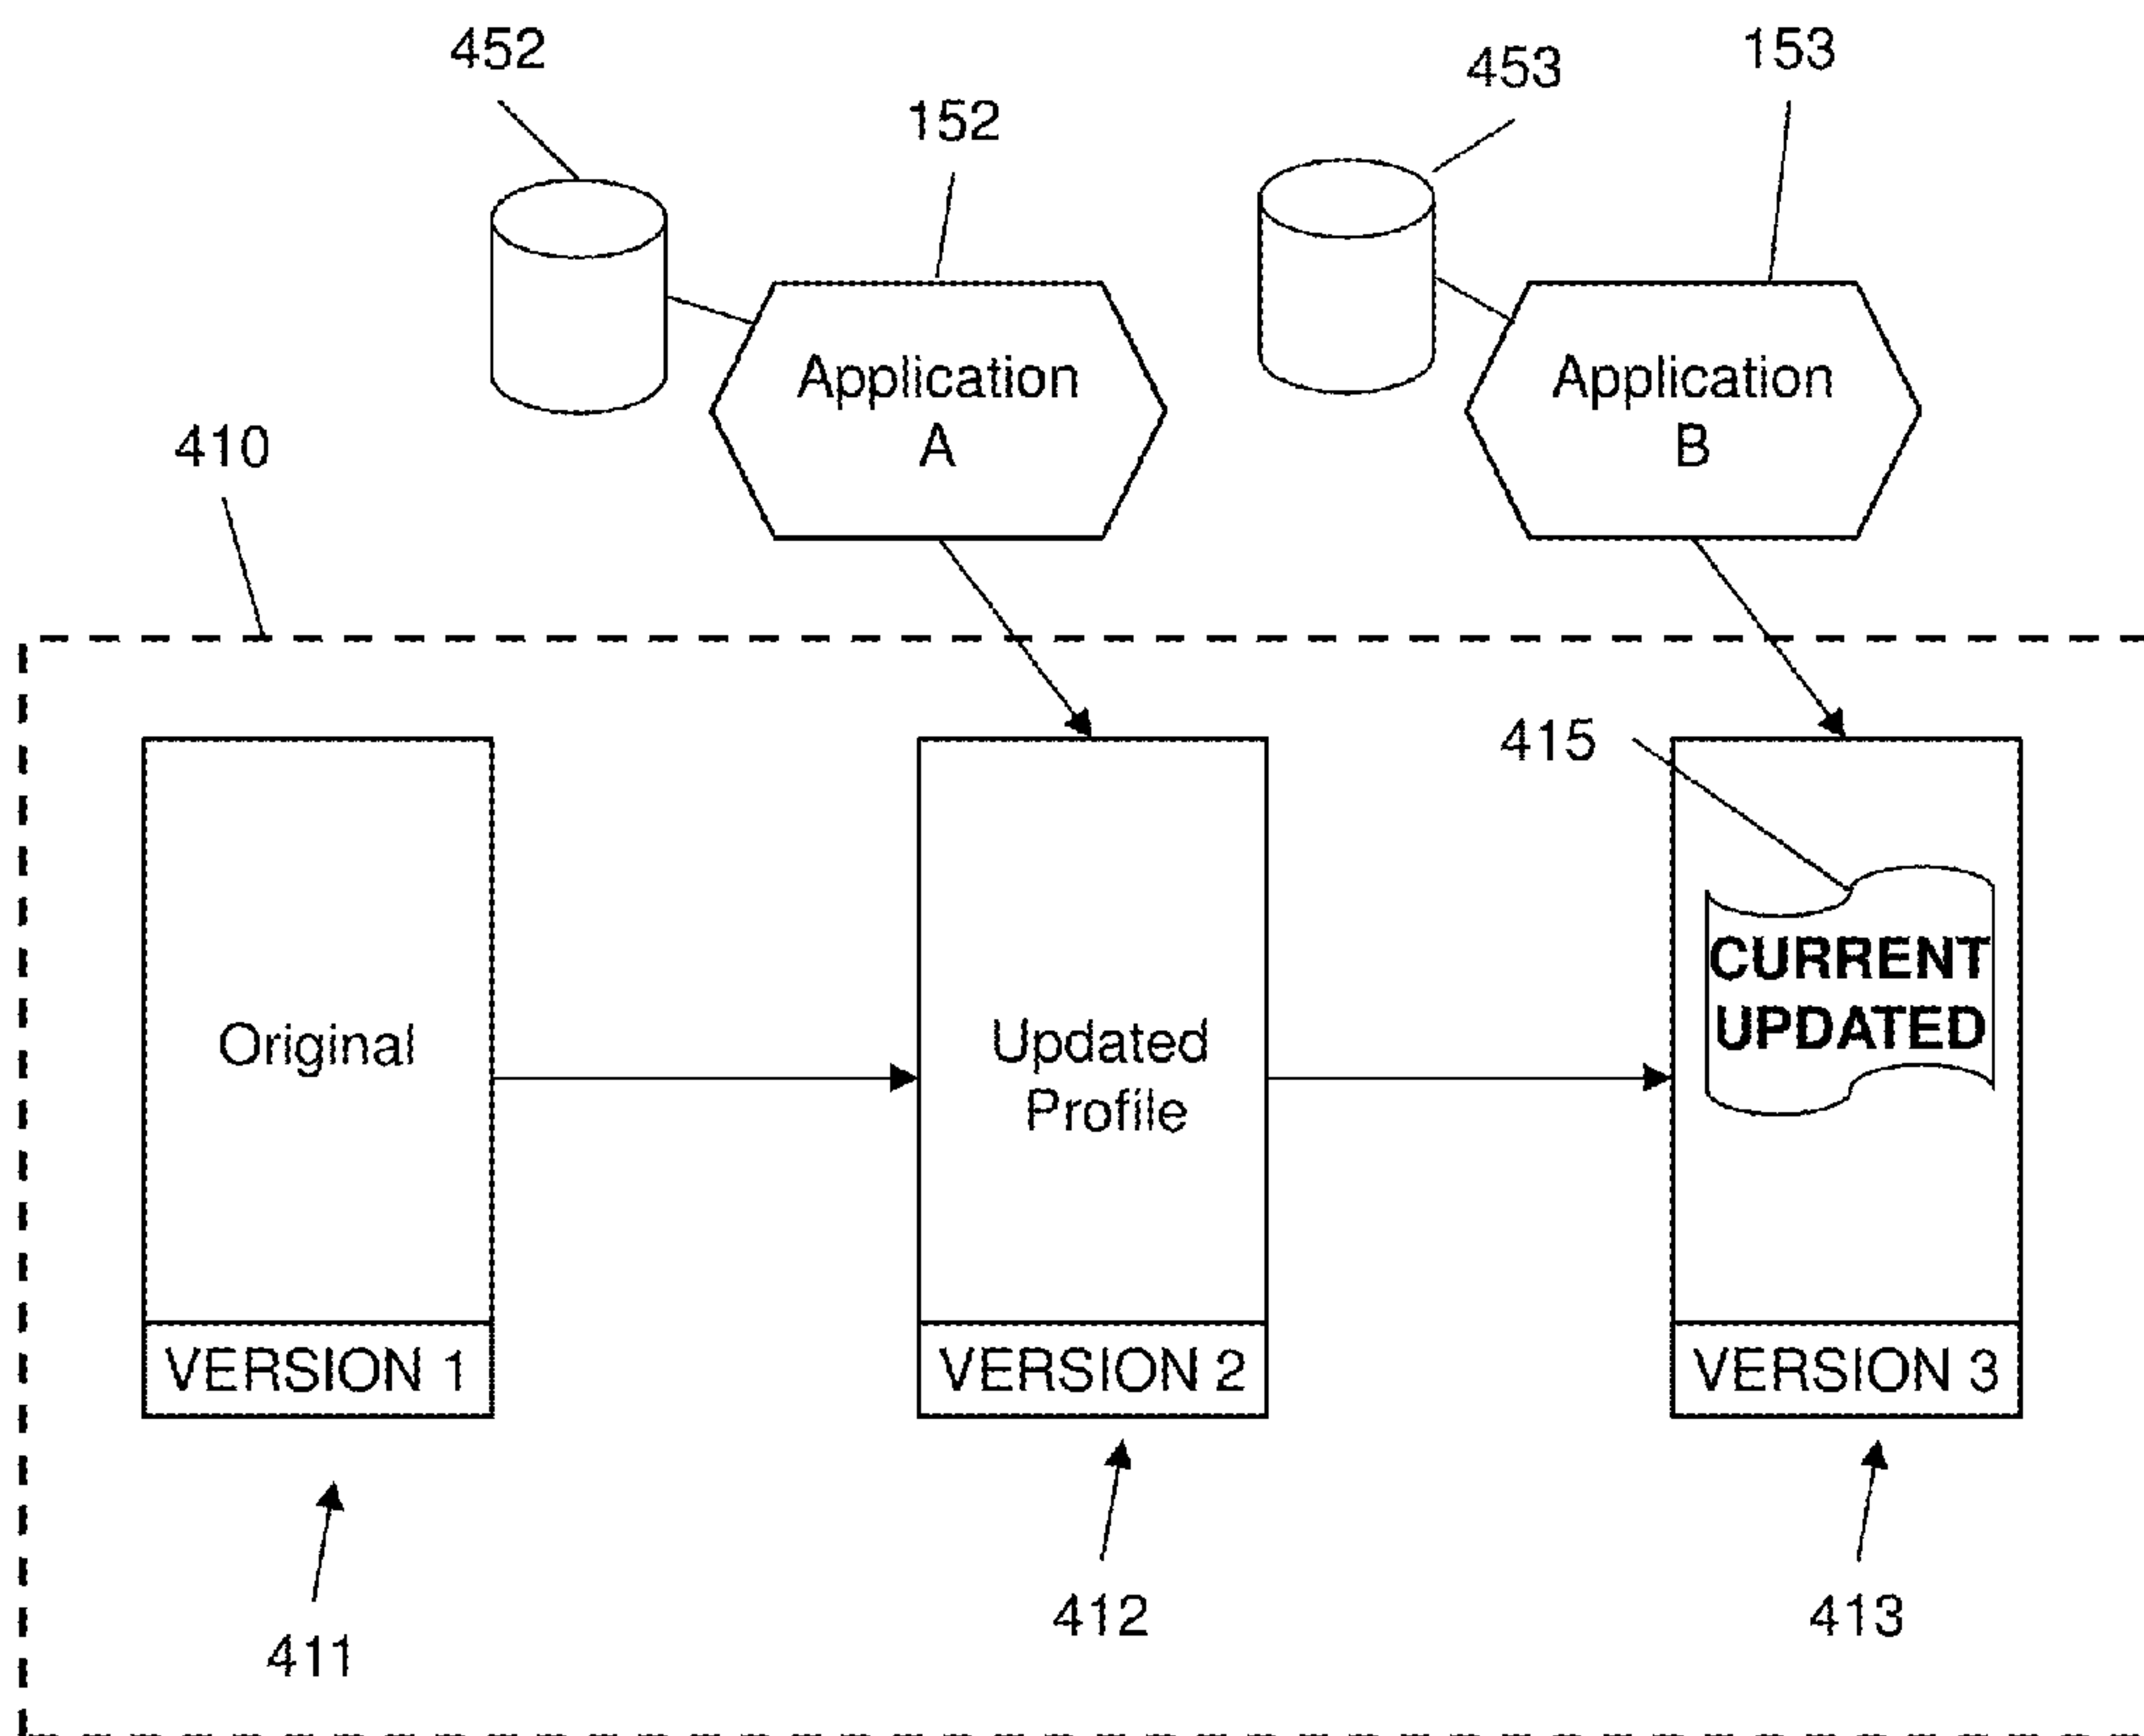 452
453
153
152
Application
A
Application
B
410
415
Original
Updated
Profile
CURRENT
UPDATED
VERSION 1
VERSION 2
VERSION 3
411
412
413